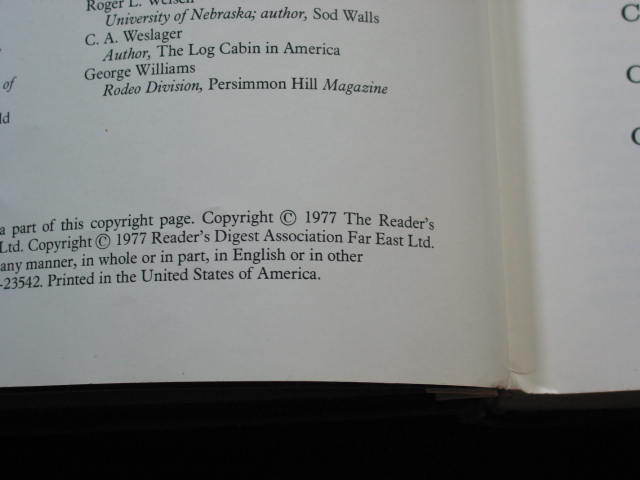 Roger L. Welsch
University of Nebraska; author, Sod Walls
C. A. Weslager
Author, The Log Cabin in America
of
George Williams
Rodeo Division, Persimmon Hill Magazine
ld
a part of this copyright page. Copyright © 1977 The Reader's
Ltd. Copyright © 1977 Reader's Digest Association Far East Ltd.
any manner, in whole or in part, in English or in other
-23542. Printed in the United States of America.
C
C